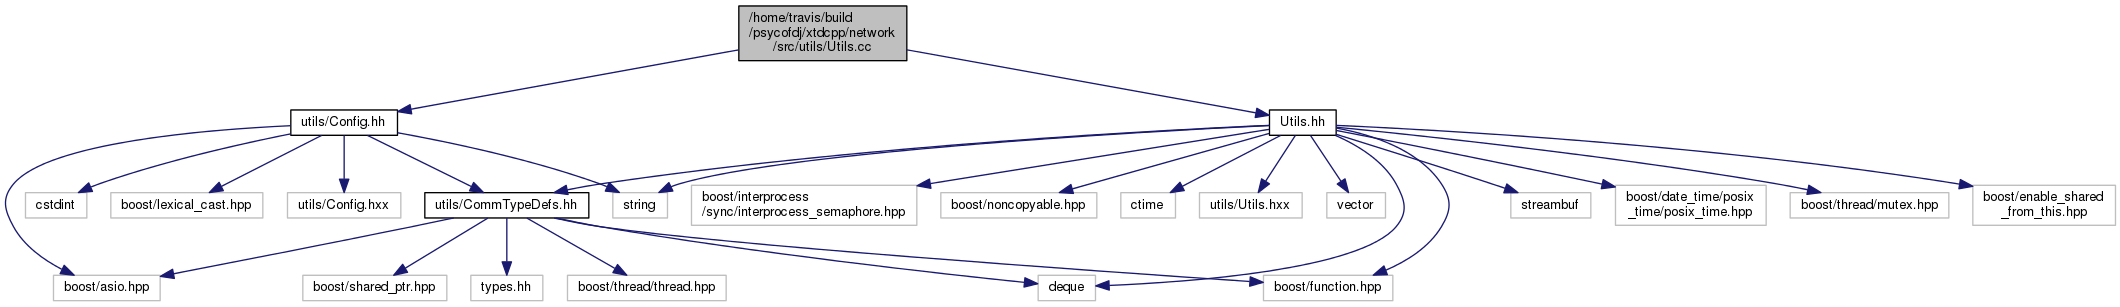 /home/travis/build
/psycofdj/xtdcpp/network
/src/utils/Utils.cc
utils/Config.hh
Utils.hh
cstdint
boost/lexical_cast.hpp
utils/Config.hxx
utils/CommTypeDefs.hh
string
boost/interprocess
/sync/interprocess_semaphore.hpp
boost/noncopyable.hpp
ctime
utils/Utils.hxx
vector
streambuf
boost/date_time/posix
_time/posix_time.hpp
boost/thread/mutex.hpp
boost/enable_shared
_from_this.hpp
boost/asio.hpp
boost/shared_ptr.hpp
types.hh
boost/thread/thread.hpp
deque
boost/function.hpp